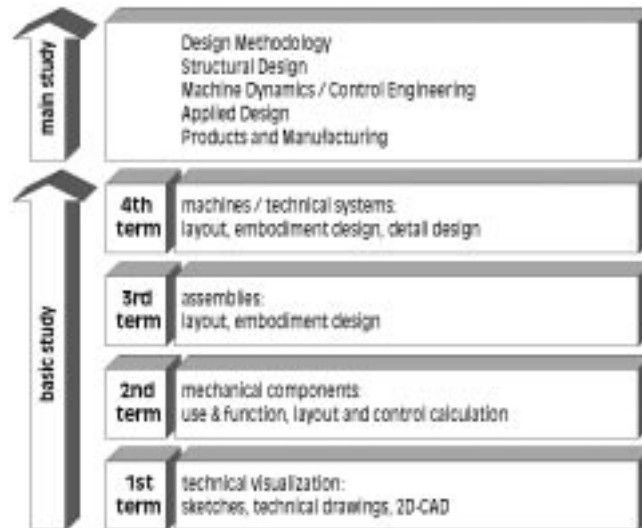 main study
Design Methodology
Structural Design
Machine Dynamics / Control Engineering
Applied Design
Products and Manufacturing
basic study
4th
term
machines / technical systems:
layout, embodiment design, detail design
3rd
term
assemblies:
layout, embodiment design
2nd
term
mechanical components:
use & function, layout and control calculation
1st
term
technical visualization:
sketches, technical drawings, 2D-CAD